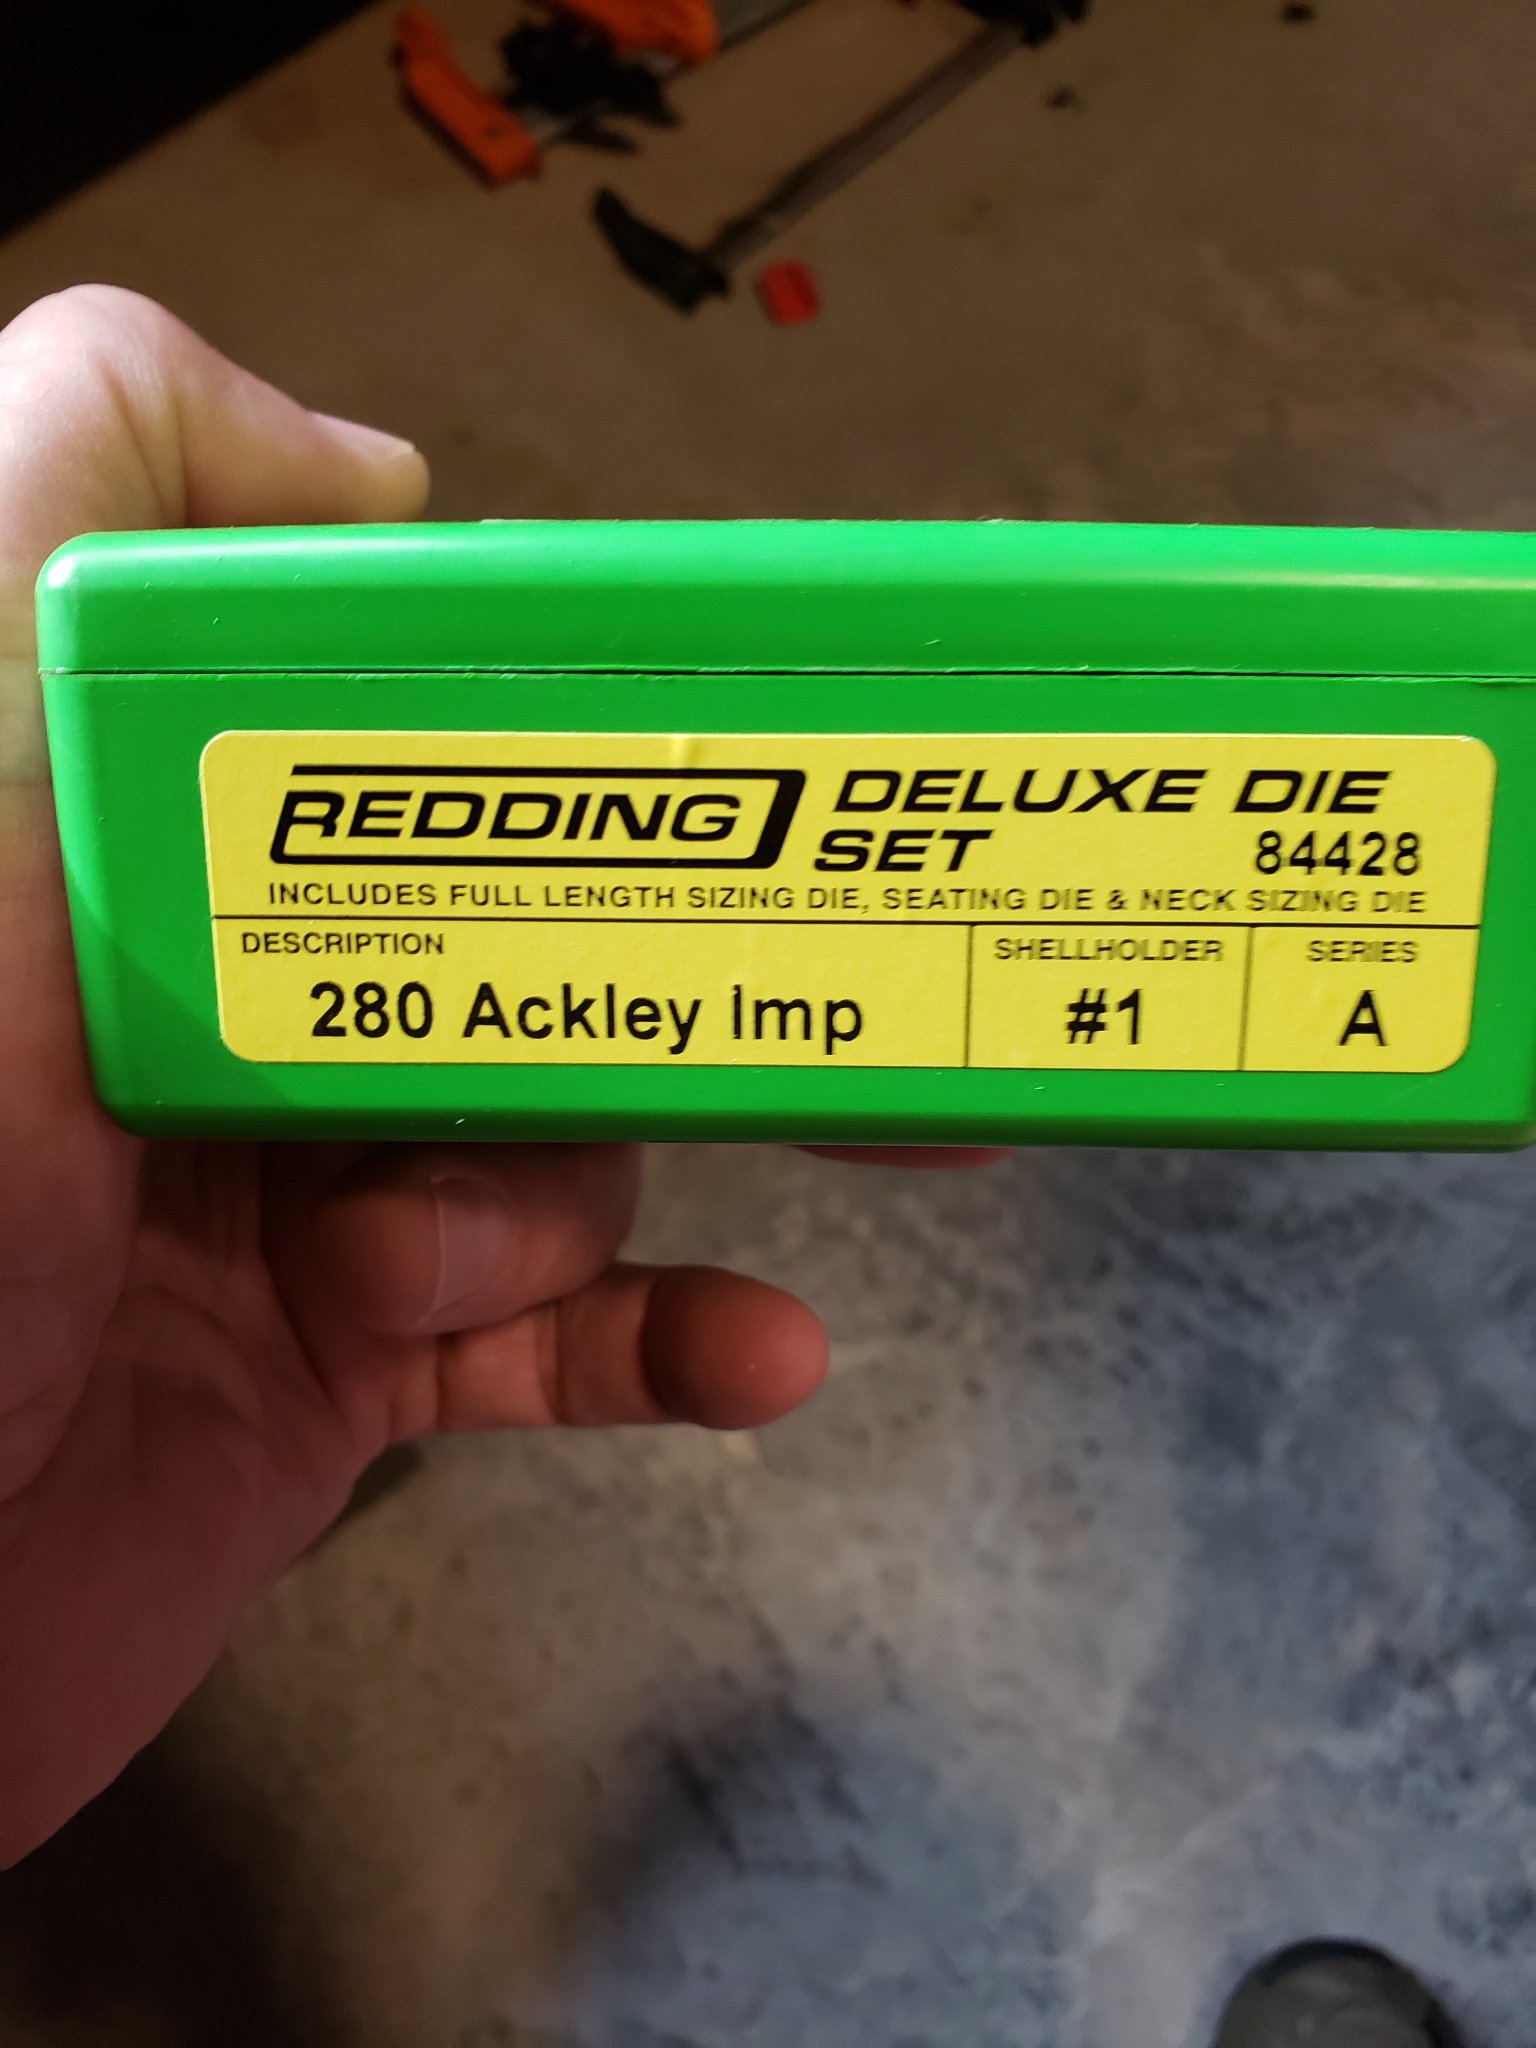 REDDING DELUXE DIE
SET 84428
INCLUDES FULL LENGTH SIZING DIE, SEATING DIE & NECK SIZING DIE
DESCRIPTION SHELLHOLDER SERIES
280 Ackley Imp #1 A